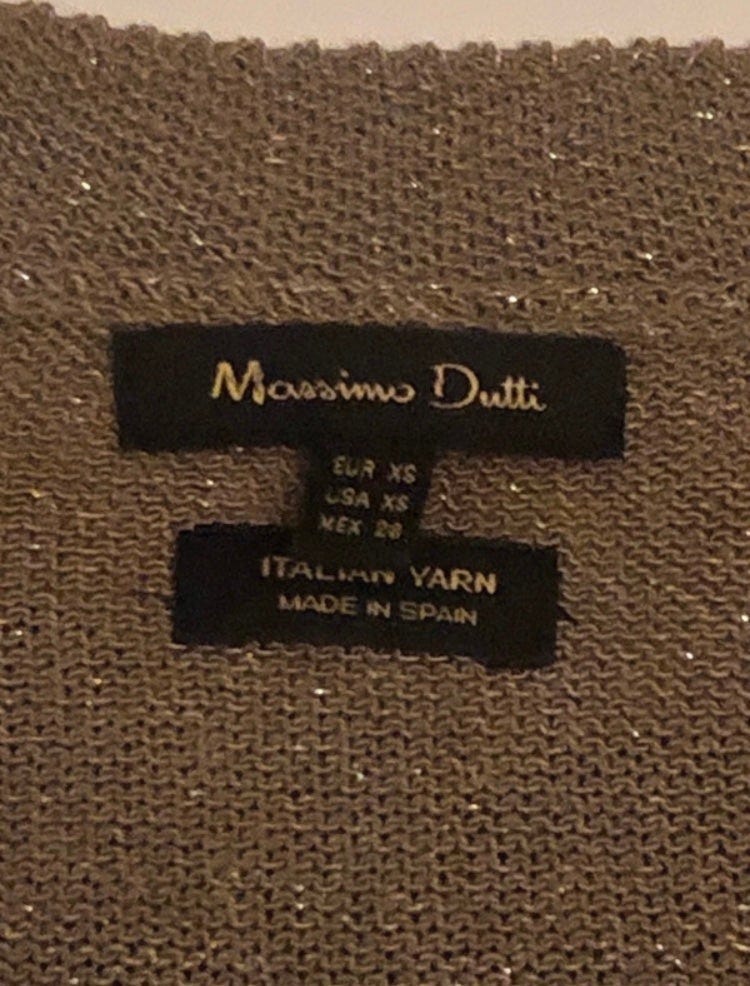 Massimo Dutti
EUR XS
USA XS
MEX 28
ITALIAN YARN
MADE IN SPAIN